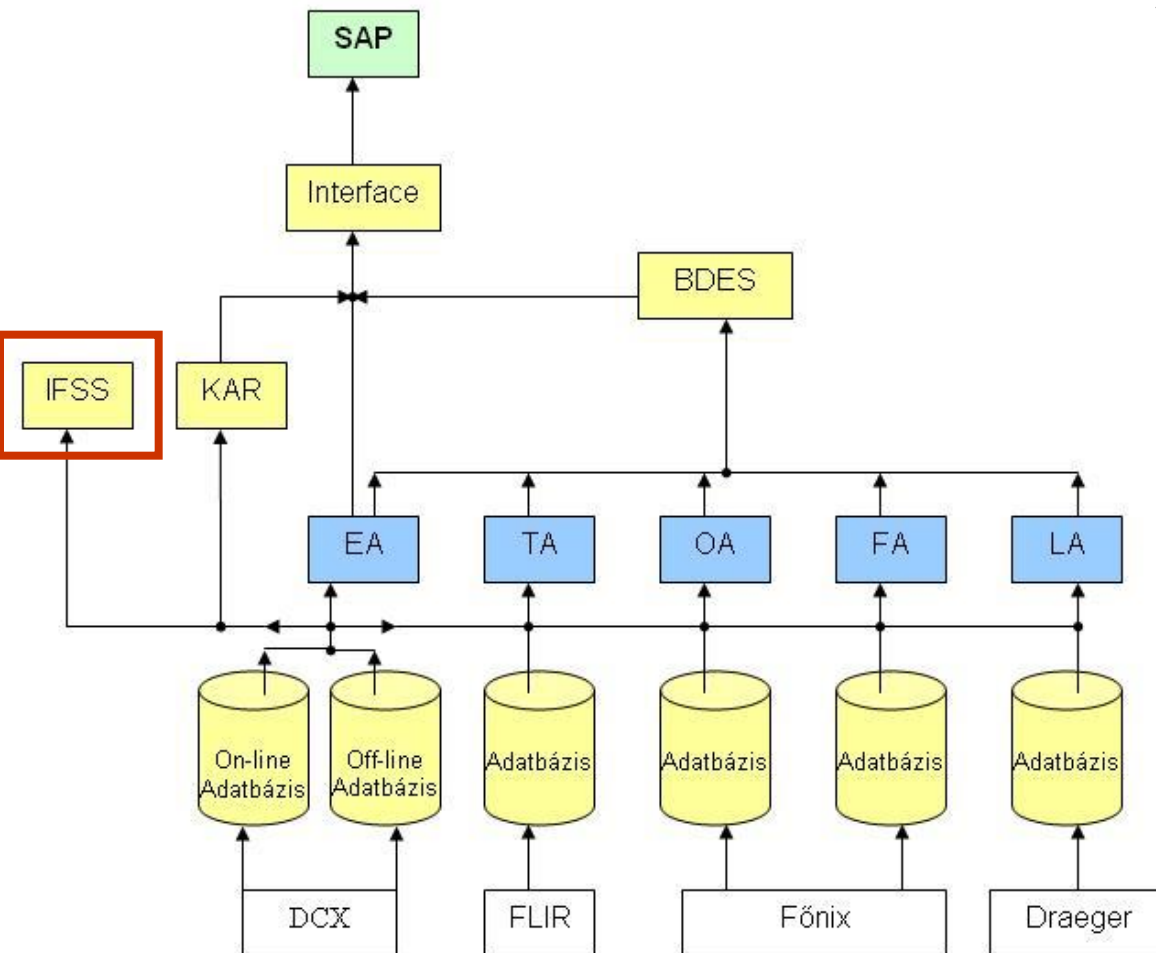 SAP
Interface
BDES
IFSS
KAR
EA
TA
OA
FA
LA
On-line
Adatbázis
Off-line
Adatbázis
Adatbázis
Adatbázis
Adatbázis
Adatbázis
DCX
FLIR
Főnix
Draeger